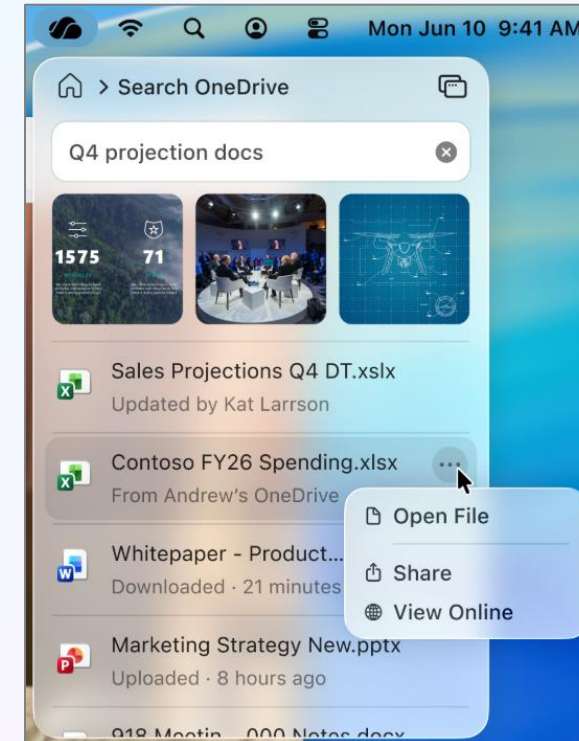 Mon Jun 10 9:41 AM
> Search OneDrive
Q4 projection docs
1575
71
Sales Projections Q4 DT.xslx
Updated by Kat Larrson
Contoso FY26 Spending.xlsx
From Andrew's OneDrive
Open File
Whitepaper - Product...
Downloaded · 21 minutes
Share
View Online
Marketing Strategy New.pptx
Uploaded · 8 hours ago